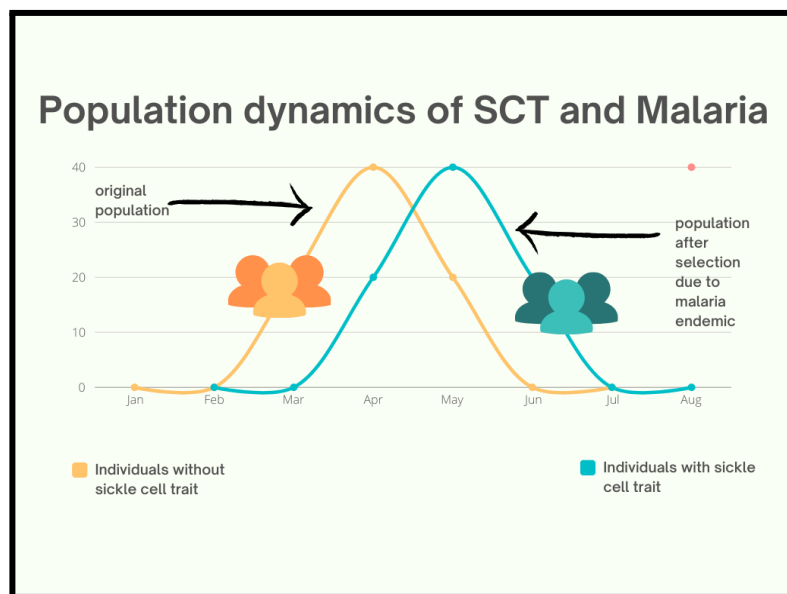 Population dynamics of SCT and Malaria
40
30
20
10
0
original
population
population
after
selection
due to
malaria
endemic
Jan Feb Mar Apr May Jun Jul Aug
Individuals without
sickle cell trait
Individuals with sickle
cell trait